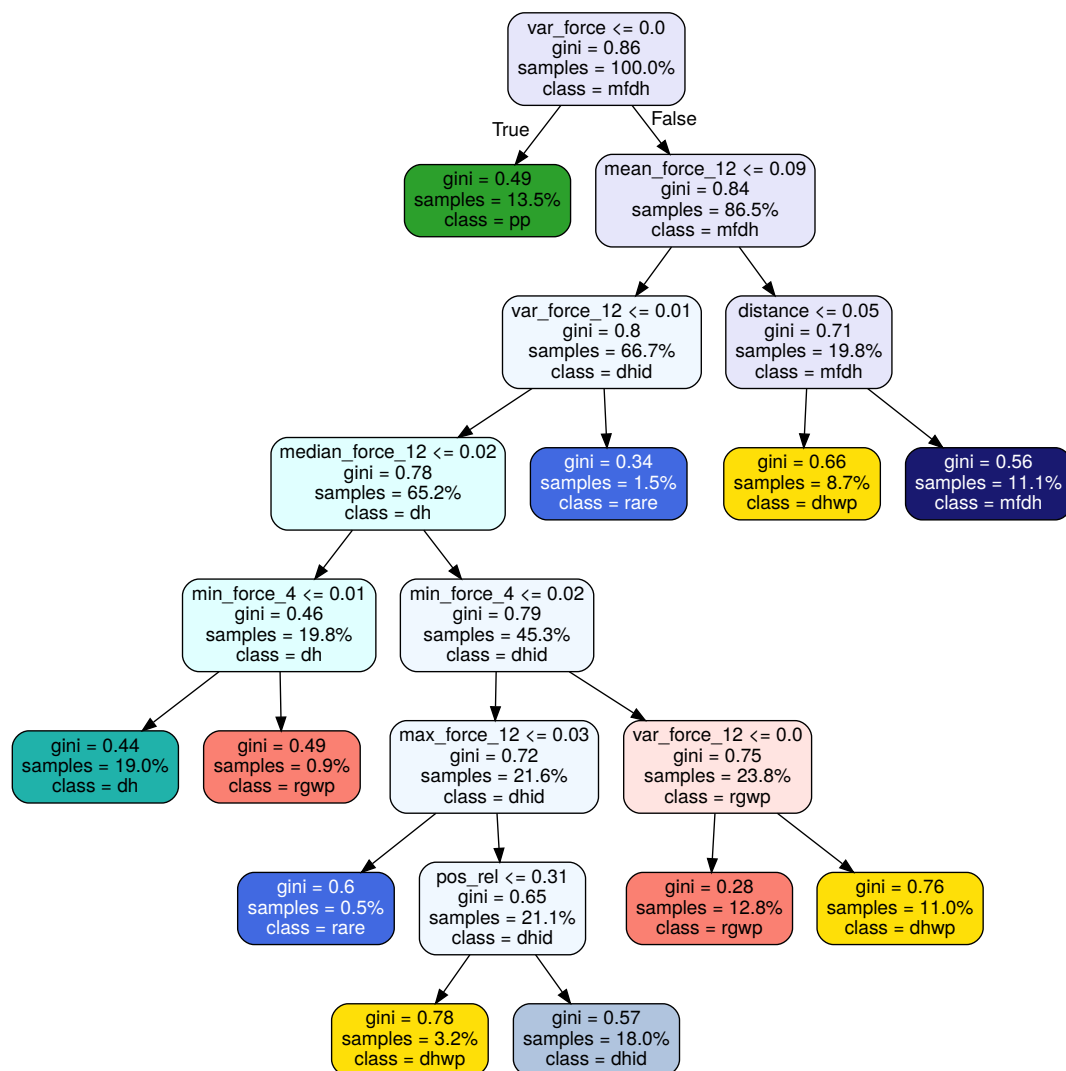 var_force <= 0.0
gini = 0.86
samples = 100.0%
class = mfdh
True
False
gini = 0.49
samples = 13.5%
class = pp
mean_force_12 <= 0.09
gini = 0.84
samples = 86.5%
class = mfdh
var_force_12 <= 0.01
gini = 0.8
samples = 66.7%
class = dhid
distance <= 0.05
gini = 0.71
samples = 19.8%
class = mfdh
median_force_12 <= 0.02
gini = 0.78
samples = 65.2%
class = dh
gini = 0.34
samples = 1.5%
class = rare
gini = 0.66
samples = 8.7%
class = dhwp
gini = 0.56
samples = 11.1%
class = mfdh
min_force_4 <= 0.01
gini = 0.46
samples = 19.8%
class = dh
min_force_4 <= 0.02
gini = 0.79
samples = 45.3%
class = dhid
gini = 0.44
samples = 19.0%
class = dh
gini = 0.49
samples = 0.9%
class = rgwp
max_force_12 <= 0.03
gini = 0.72
samples = 21.6%
class = dhid
var_force_12 <= 0.0
gini = 0.75
samples = 23.8%
class = rgwp
gini = 0.6
samples = 0.5%
class = rare
pos_rel <= 0.31
gini = 0.65
samples = 21.1%
class = dhid
gini = 0.28
samples = 12.8%
class = rgwp
gini = 0.76
samples = 11.0%
class = dhwp
gini = 0.78
samples = 3.2%
class = dhwp
gini = 0.57
samples = 18.0%
class = dhid